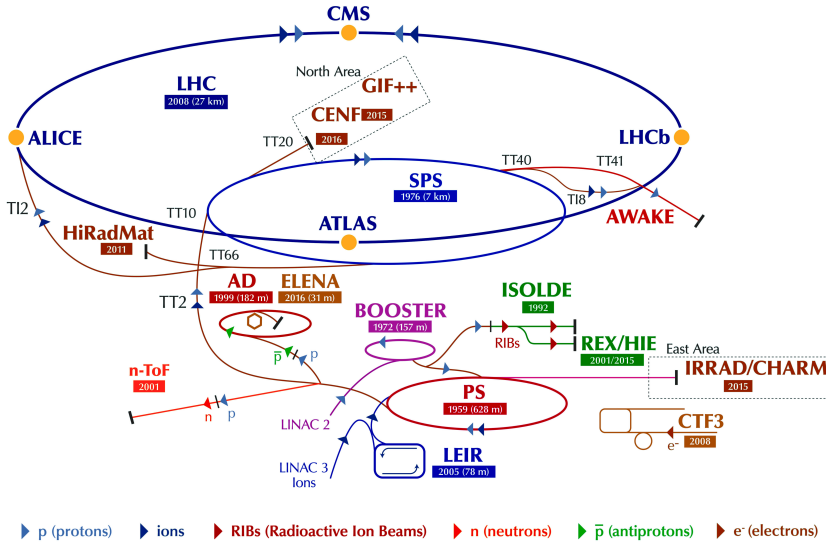 CMS
North Area
LHC
2008 (27 km)
GIF++
CENF
2015
2016
TT20
ALICE
LHCb
TT40
TT41
SPS
1976 (7 km)
TI8
TI2
TT10
ATLAS
AWAKE
HiRadMat
2011
TT66
TT2
AD
1999 (182 m)
ELENA
2016 (31 m)
ISOLDE
1992
BOOSTER
1972 (157 m)
RIBs
REX/HIE
2001/2015
p
p
East Area
IRRAD/CHARM
2015
n-ToF
2001
n
p
PS
1959 (628 m)
LINAC 2
CTF3
2008
e-
LEIR
2005 (78 m)
LINAC 3
Ions
p (protons)
ions
RIBs (Radioactive Ion Beams)
n (neutrons)
p (antiprotons)
e- (electrons)